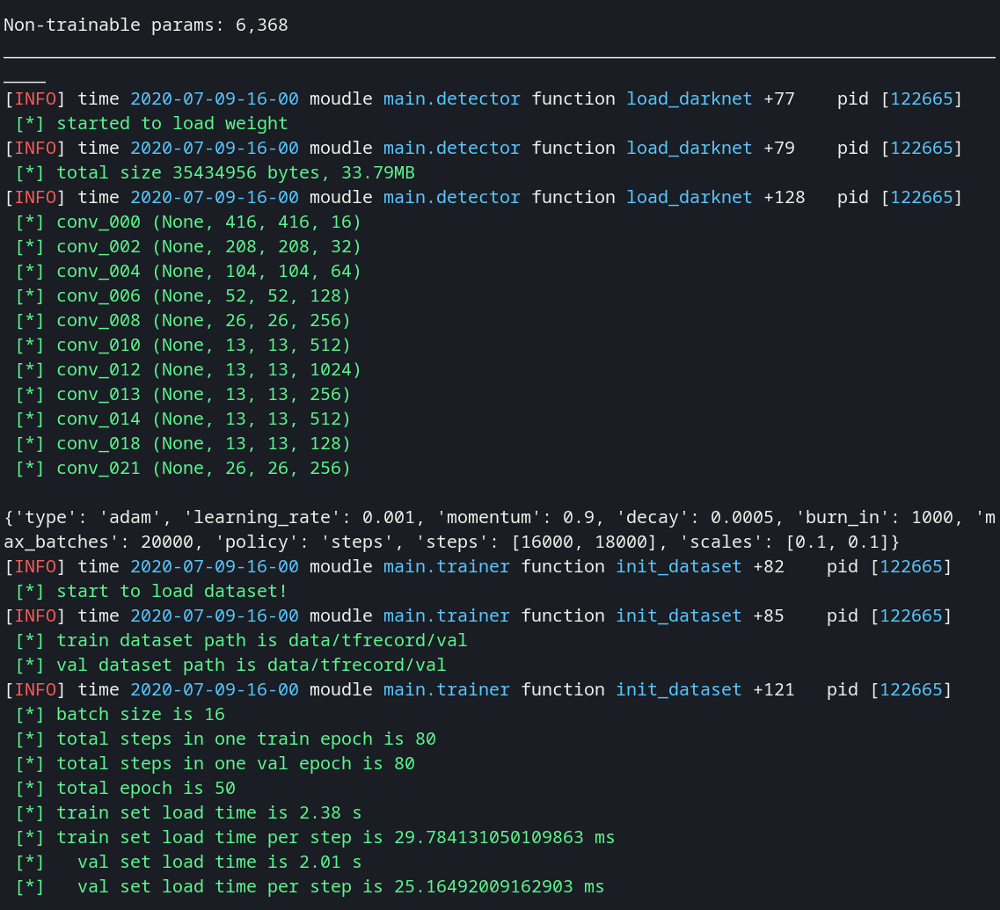 Non-trainable params: 6,368
________________________________________________________________________________
____
[INFO] time 2020-07-09-16-00 moudle main.detector function load_darknet +77    pid [122665]
 [*] started to load weight
[INFO] time 2020-07-09-16-00 moudle main.detector function load_darknet +79    pid [122665]
 [*] total size 35434956 bytes, 33.79MB
[INFO] time 2020-07-09-16-00 moudle main.detector function load_darknet +128   pid [122665]
 [*] conv_000 (None, 416, 416, 16)
 [*] conv_002 (None, 208, 208, 32)
 [*] conv_004 (None, 104, 104, 64)
 [*] conv_006 (None, 52, 52, 128)
 [*] conv_008 (None, 26, 26, 256)
 [*] conv_010 (None, 13, 13, 512)
 [*] conv_012 (None, 13, 13, 1024)
 [*] conv_013 (None, 13, 13, 256)
 [*] conv_014 (None, 13, 13, 512)
 [*] conv_018 (None, 13, 13, 128)
 [*] conv_021 (None, 26, 26, 256)
{'type': 'adam', 'learning_rate': 0.001, 'momentum': 0.9, 'decay': 0.0005, 'burn_in': 1000, 'm
ax_batches': 20000, 'policy': 'steps', 'steps': [16000, 18000], 'scales': [0.1, 0.1]}
[INFO] time 2020-07-09-16-00 moudle main.trainer function init_dataset +82    pid [122665]
 [*] start to load dataset!
[INFO] time 2020-07-09-16-00 moudle main.trainer function init_dataset +85    pid [122665]
 [*] train dataset path is data/tfrecord/val
 [*] val dataset path is data/tfrecord/val
[INFO] time 2020-07-09-16-00 moudle main.trainer function init_dataset +121   pid [122665]
 [*] batch size is 16
 [*] total steps in one train epoch is 80
 [*] total steps in one val epoch is 80
 [*] total epoch is 50
 [*] train set load time is 2.38 s
 [*] train set load time per step is 29.784131050109863 ms
 [*]   val set load time is 2.01 s
 [*]   val set load time per step is 25.16492009162903 ms